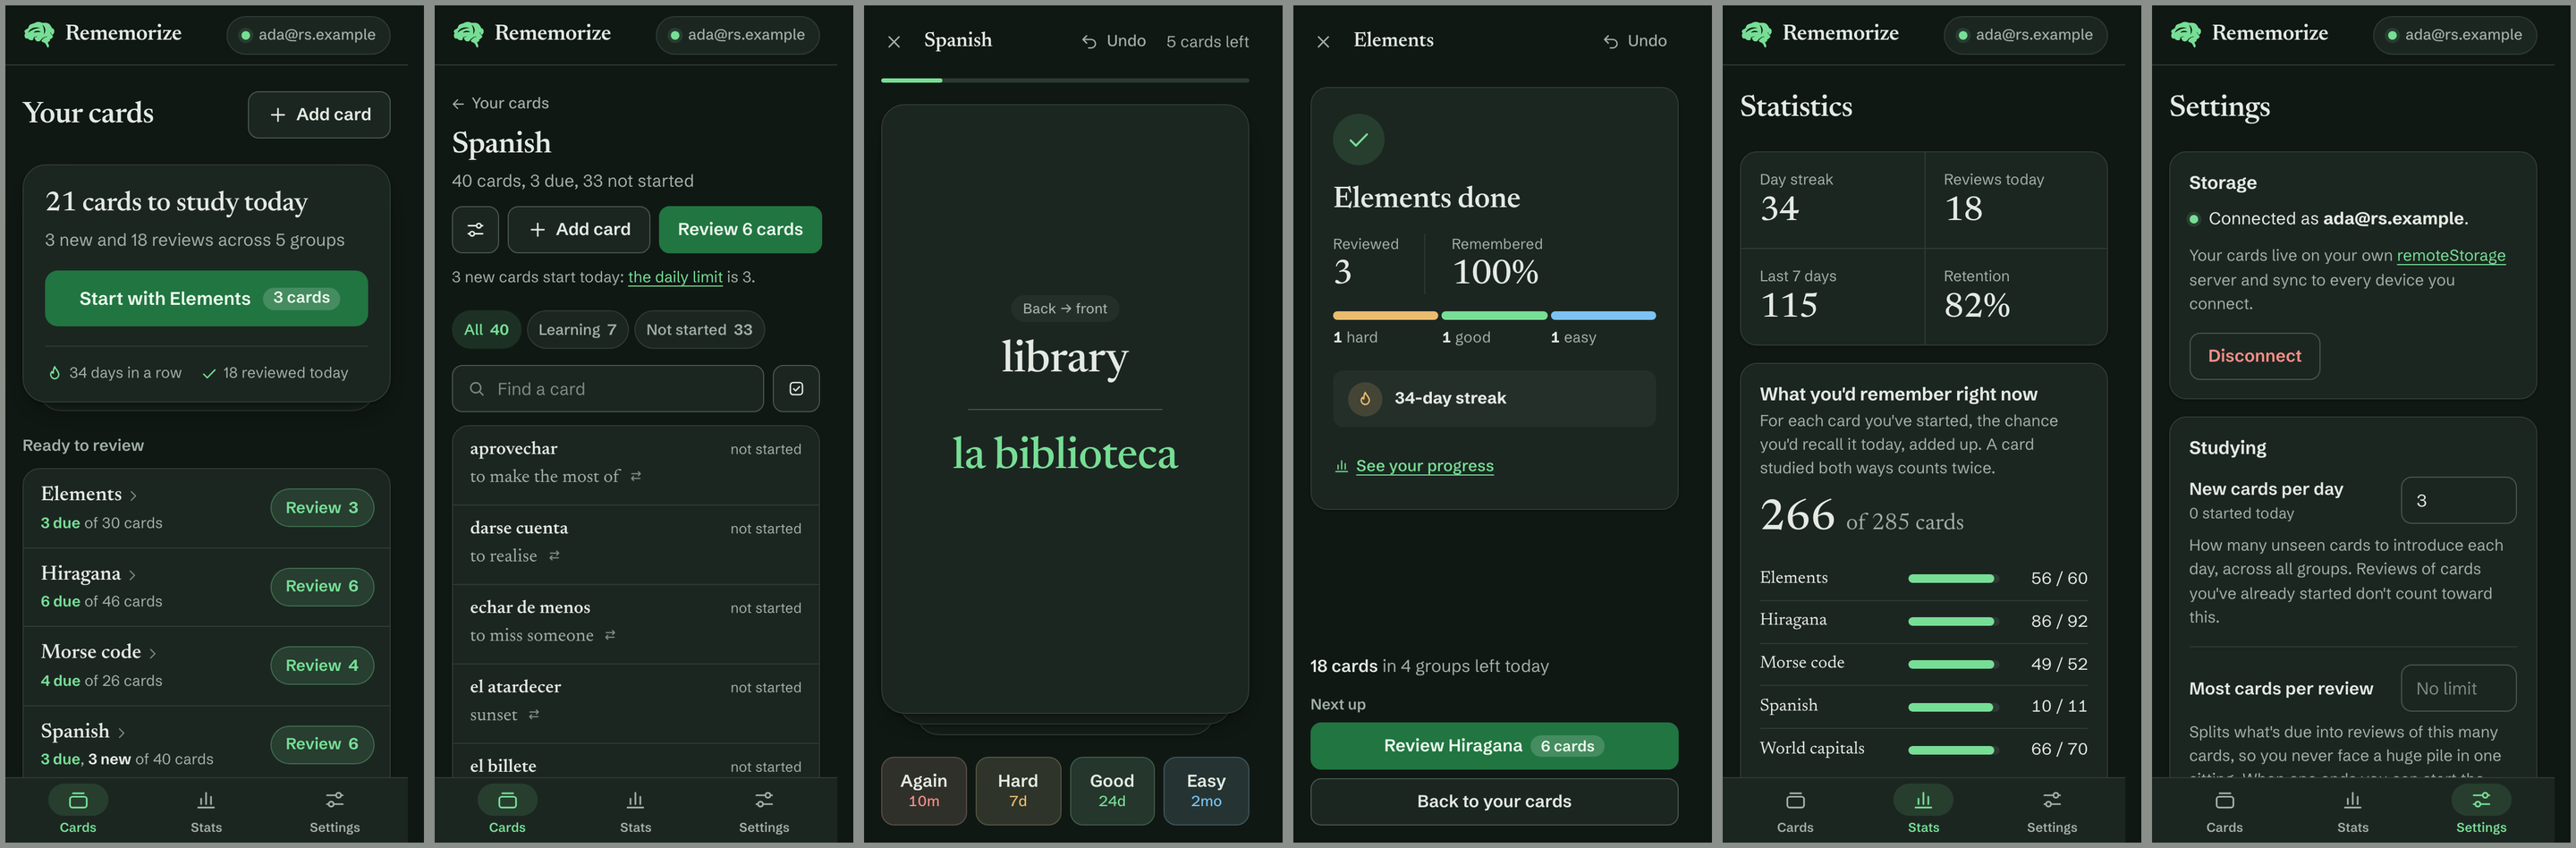 Rememorize
ada@rs.example
Your cards
Add card
21 cards to study today
3 new and 18 reviews across 5 groups
Start with Elements 3 cards
34 days in a row 18 reviewed today
Ready to review
Elements
3 due of 30 cards
Review 3
Hiragana
6 due of 46 cards
Review 6
Morse code
4 due of 26 cards
Review 4
Spanish
3 due, 3 new of 40 cards
Review 6
Cards Stats Settings
Rememorize
ada@rs.example
← Your cards
Spanish
40 cards, 3 due, 33 not started
Add card
Review 6 cards
3 new cards start today: the daily limit is 3.
All 40 Learning 7 Not started 33
Find a card
aprovechar not started
to make the most of
darse cuenta not started
to realise
echar de menos not started
to miss someone
el atardecer not started
sunset
el billete not started
Cards Stats Settings
Spanish
Undo
5 cards left
Back → front
library
la biblioteca
Again Hard Good Easy
10m 7d 24d 2mo
Elements
Undo
Elements done
Reviewed Remembered
3 100%
1 hard 1 good 1 easy
34-day streak
See your progress
18 cards in 4 groups left today
Next up
Review Hiragana 6 cards
Back to your cards
Rememorize
ada@rs.example
Statistics
Day streak Reviews today
34 18
Last 7 days Retention
115 82%
What you'd remember right now
For each card you've started, the chance
you'd recall it today, added up. A card
studied both ways counts twice.
266 of 285 cards
Elements 56 / 60
Hiragana 86 / 92
Morse code 49 / 52
Spanish 10 / 11
World capitals 66 / 70
Cards Stats Settings
Rememorize
ada@rs.example
Settings
Storage
Connected as ada@rs.example.
Your cards live on your own remoteStorage
server and sync to every device you
connect.
Disconnect
Studying
New cards per day
0 started today
3
How many unseen cards to introduce each
day, across all groups. Reviews of cards
you've already started don't count toward
this.
Most cards per review
No limit
Splits what's due into reviews of this many
cards, so you never face a huge pile in one
Cards Stats Settings